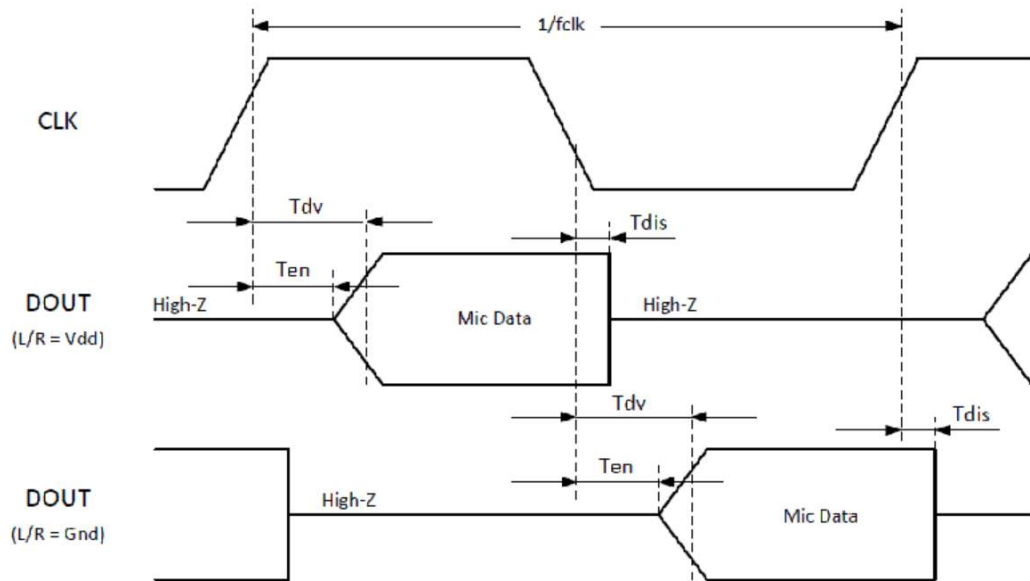 1/fclk
CLK
Tdv
Tdis
Ten
High-Z
DOUT
(L/R = Vdd)
Mic Data
High-Z
Tdv
Tdis
Ten
DOUT
(L/R = Gnd)
High-Z
Mic Data